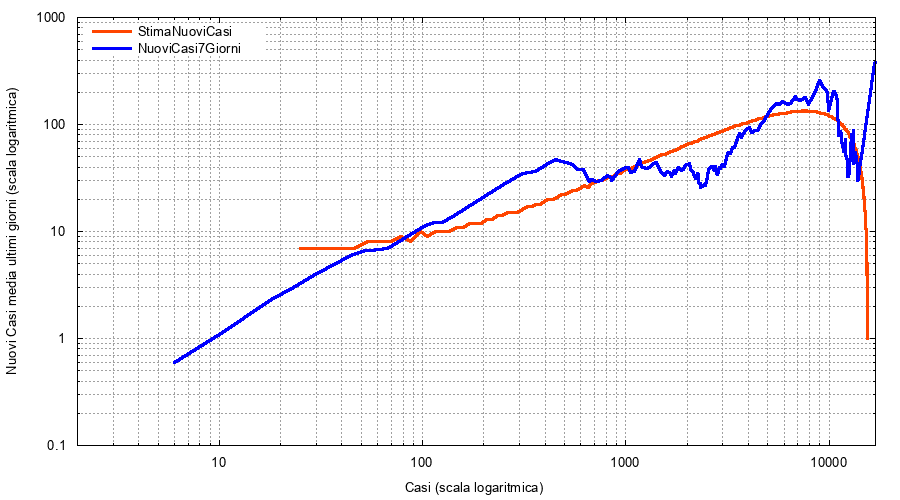 1000
StimaNuoviCasi
NuoviCasi7Giorni
100
10
1
0.1
Nuovi Casi media ultimi giorni (scala logaritmica)
10
100
1000
10000
Casi (scala logaritmica)